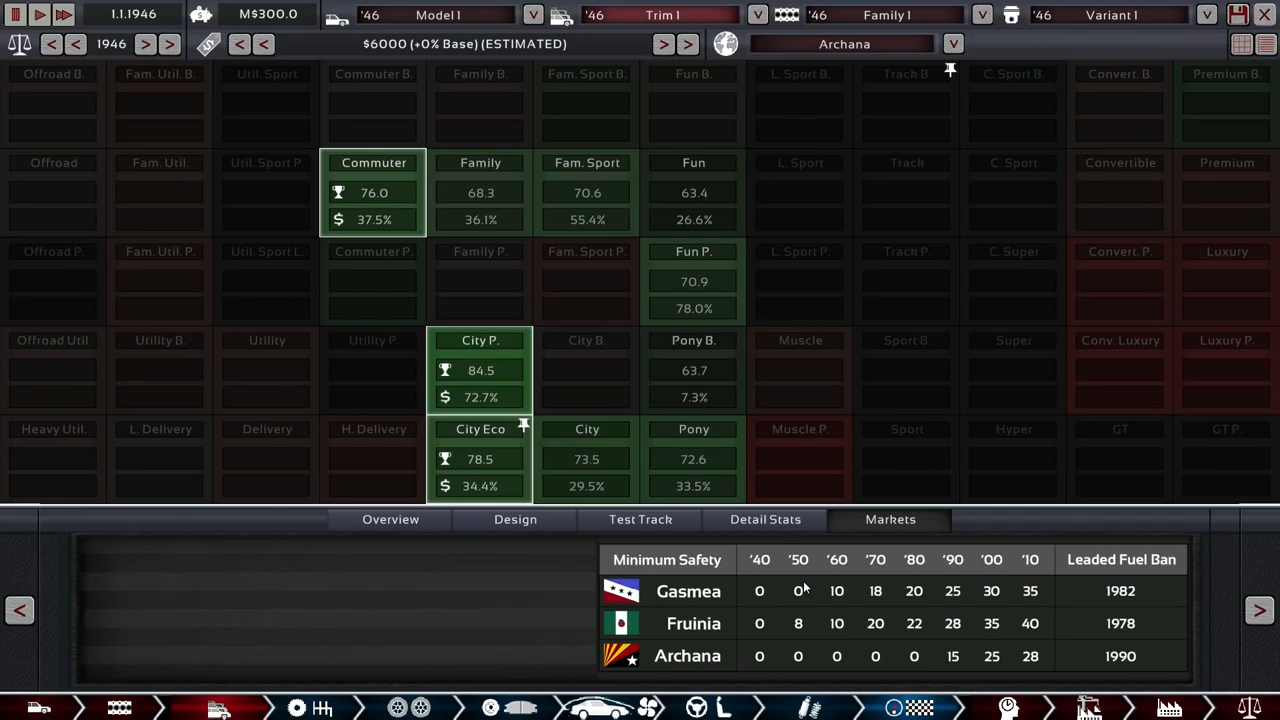 1.1.1946 M$300.0 '46 Model 1 '46 Trim 1 '46 Family 1 '46 Variant 1
1946 $6000 (+0% Base) (ESTIMATED) Archana
Offroad B. Fam. Util. B. Util. Sport Commuter B. Family B. Fam. Sport B. Fun B. L. Sport B. Track B. C. Sport B. Convert. B. Premium B.
Offroad Fam. Util. Util. Sport P. Commuter Family Fam. Sport Fun L. Sport Track C. Sport Convertible Premium
76.0 68.3 70.6 63.4
$ 37.5% 36.1% 55.4% 26.6%
Offroad P. Fam. Util. P. Util. Sport L. Commuter P. Family P. Fam. Sport P. Fun P. L. Sport P. Track P. C. Super Convert. P. Luxury
70.9
78.0%
Offroad Util. Utility B. Utility Utility P. City P. City B. Pony B. Muscle Sport B. Super Conv. Luxury Luxury P.
84.5 63.7
$ 72.7% 7.3%
Heavy Util. L. Delivery Delivery H. Delivery City Eco City Pony Muscle P. Sport Hyper GT GT P.
78.5 73.5 72.6
$ 34.4% 29.5% 33.5%
Overview Design Test Track Detail Stats Markets
Minimum Safety '40 '50 '60 '70 '80 '90 '00 '10 Leaded Fuel Ban
Gasmea 0 0 10 18 20 25 30 35 1982
Fruinia 0 8 10 20 22 28 35 40 1978
Archana 0 0 0 0 0 15 25 28 1990